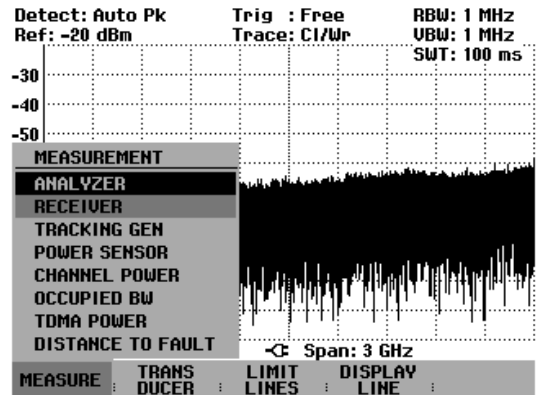 Detect: Auto Pk Trig : Free RBW: 1 MHz
Ref: -20 dBm Trace: Cl/Wr VBW: 1 MHz
SWT: 100 ms
-30
-40
-50
MEASUREMENT
ANALYZER
RECEIVER
TRACKING GEN
POWER SENSOR
CHANNEL POWER
OCCUPIED BW
TDMA POWER
DISTANCE TO FAULT
Span: 3 GHz
MEASURE : TRANS DUCER : LIMIT LINES : DISPLAY LINE :